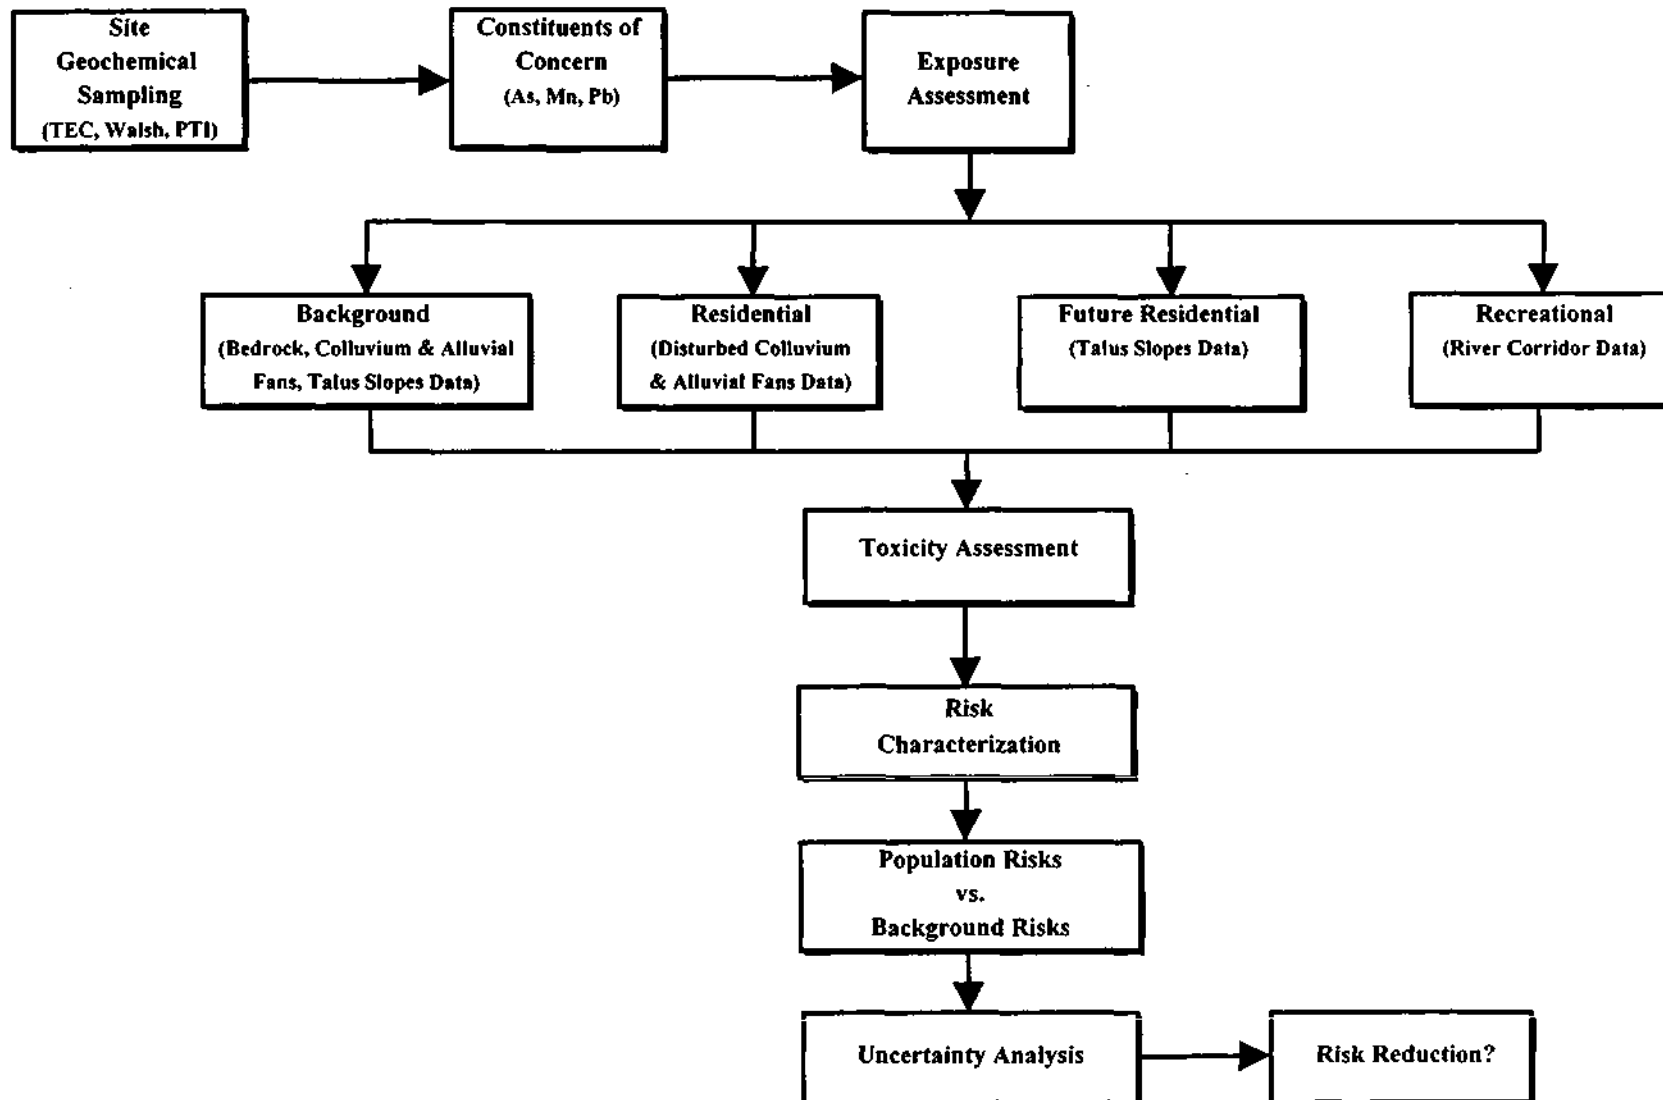 Site
Geochemical
Sampling
(TEC, Walsh, PTI)
Constituents of
Concern
(As, Mn, Pb)
Exposure
Assessment
Background
(Bedrock, Colluvium & Alluvial
Fans, Talus Slopes Data)
Residential
(Disturbed Colluvium
& Alluvial Fans Data)
Future Residential
(Talus Slopes Data)
Recreational
(River Corridor Data)
Toxicity Assessment
Risk
Characterization
Population Risks
vs.
Background Risks
Uncertainty Analysis
Risk Reduction?